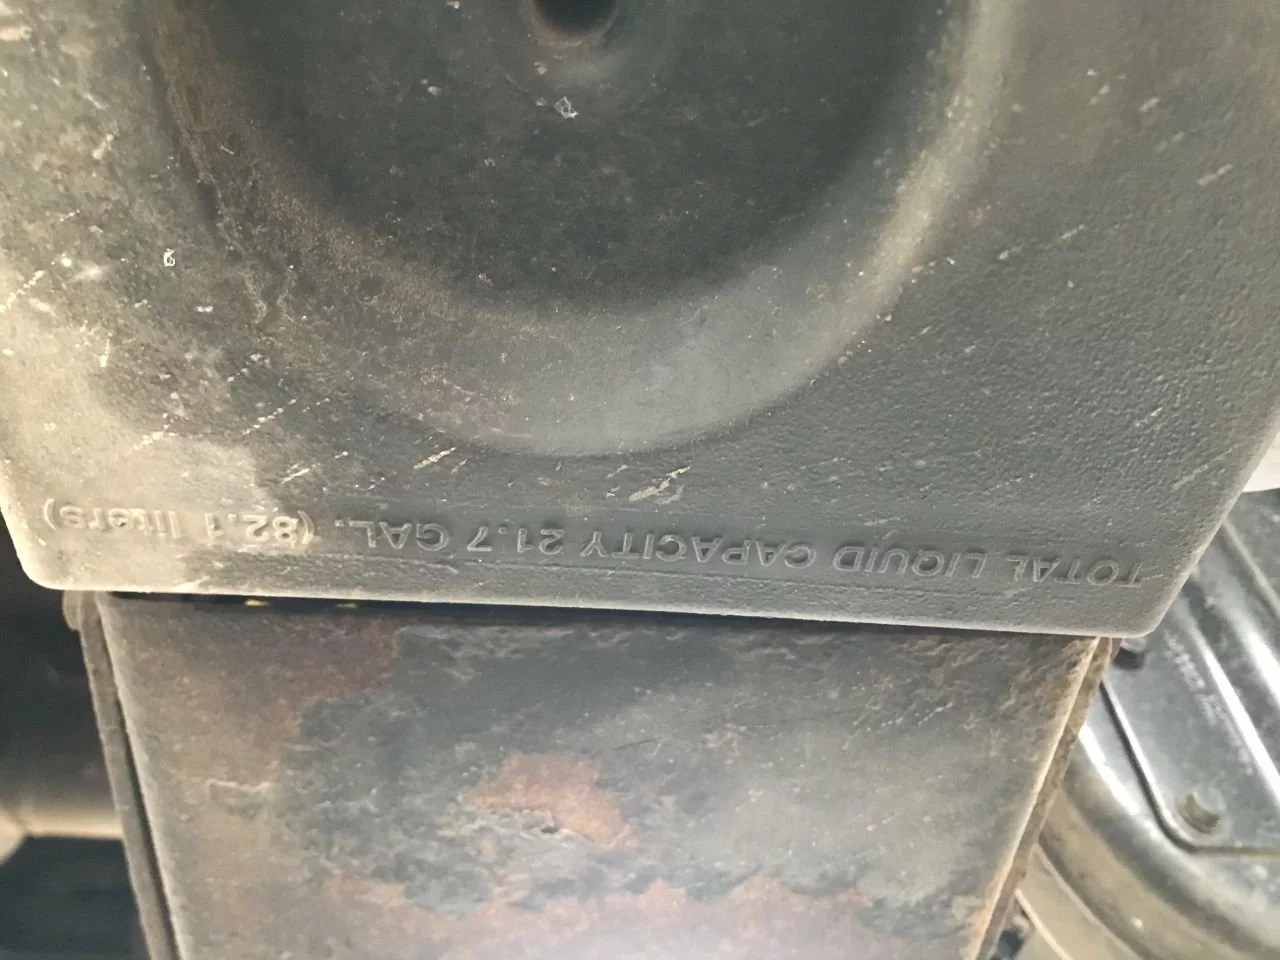 TOTAL LIQUID CAPACITY 21.7 GAL. (82.1 liters)